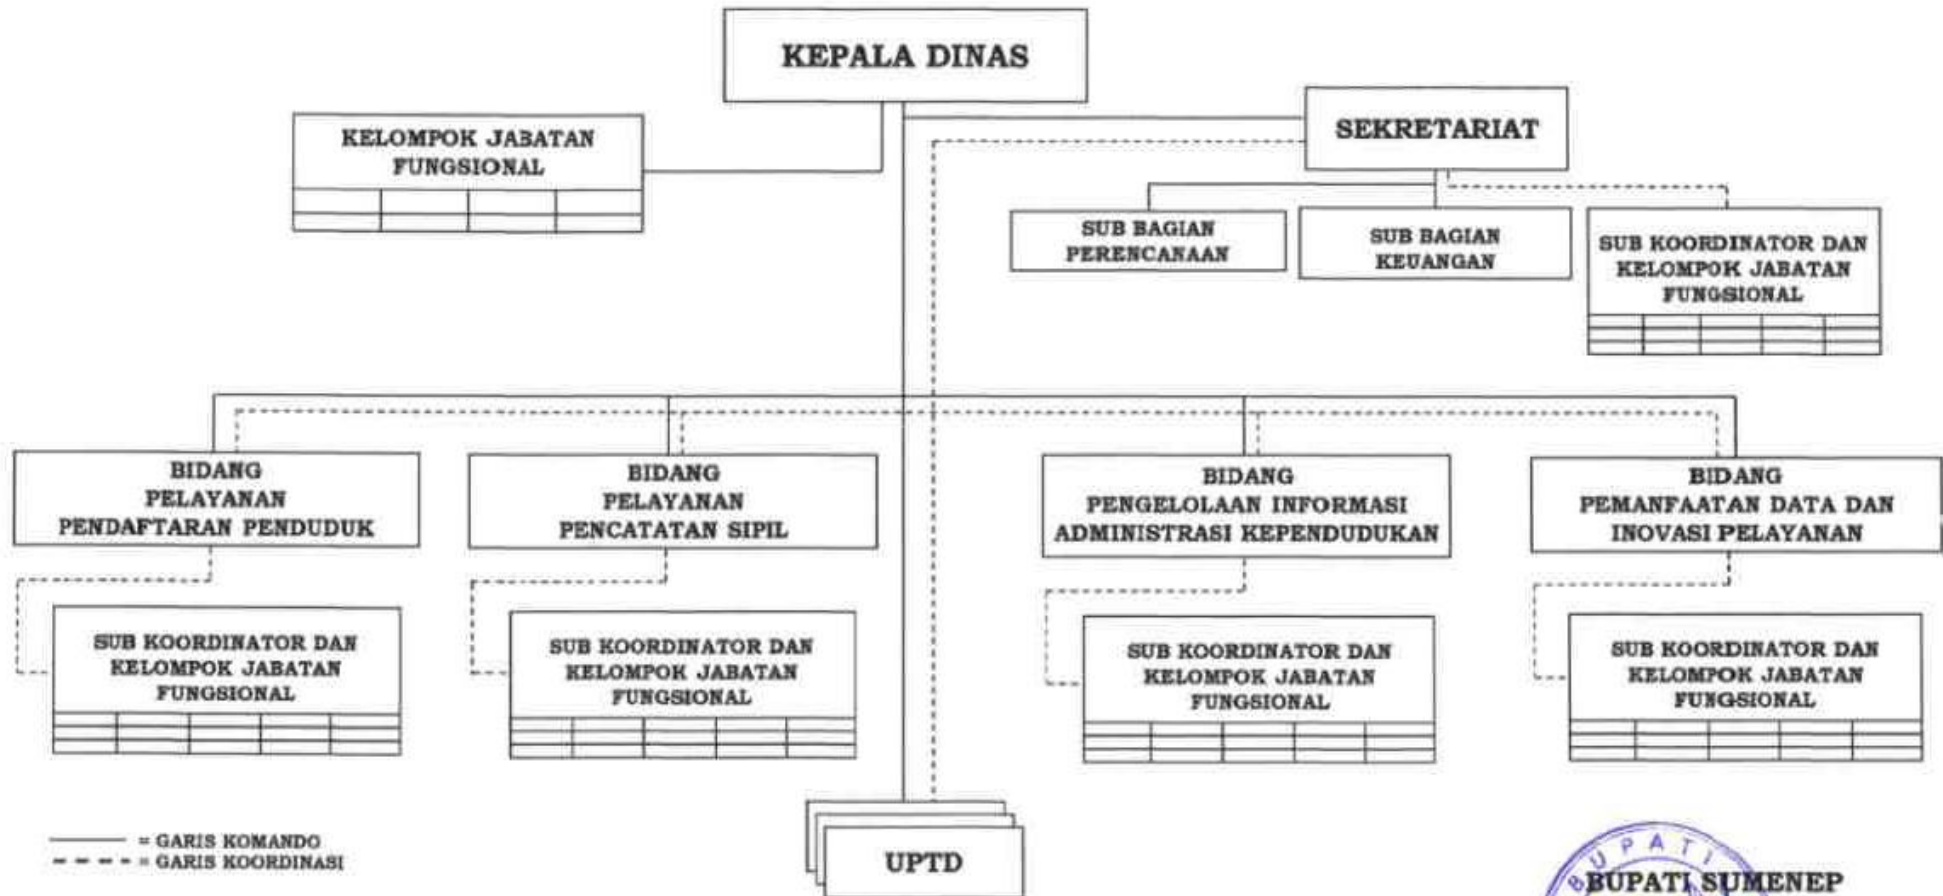 KEPALA DINAS
KELOMPOK JABATAN
FUNGSIONAL
SEKRETARIAT
SUB BAGIAN
PERENCANAAN
SUB BAGIAN
KEUANGAN
SUB KOORDINATOR DAN
KELOMPOK JABATAN
FUNGSIONAL
BIDANG
PELAYANAN
PENDAFTARAN PENDUDUK
BIDANG
PELAYANAN
PENCATATAN SIPIL
BIDANG
PENGELOLAAN INFORMASI
ADMINISTRASI KEPENDUDUKAN
BIDANG
PEMANFAATAN DATA DAN
INOVASI PELAYANAN
SUB KOORDINATOR DAN
KELOMPOK JABATAN
FUNGSIONAL
SUB KOORDINATOR DAN
KELOMPOK JABATAN
FUNGSIONAL
SUB KOORDINATOR DAN
KELOMPOK JABATAN
FUNGSIONAL
SUB KOORDINATOR DAN
KELOMPOK JABATAN
FUNGSIONAL
= GARIS KOMANDO
= GARIS KOORDINASI
UPTD
BUPATI
BUPATI SUMENEP